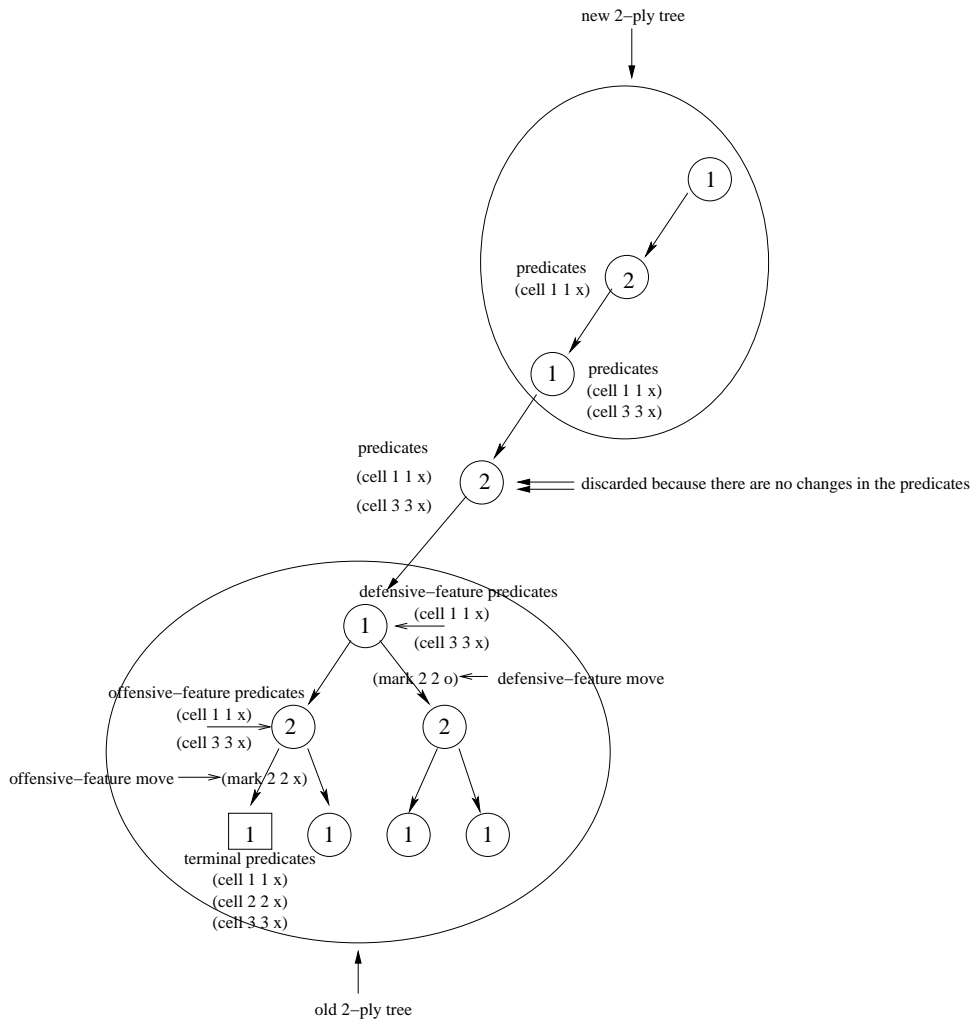 new 2−ply tree
1
predicates
(cell 1 1 x)
2
1
predicates
(cell 1 1 x)
(cell 3 3 x)
predicates
(cell 1 1 x)
(cell 3 3 x)
2
discarded because there are no changes in the predicates
defensive−feature predicates
(cell 1 1 x)
(cell 3 3 x)
1
(mark 2 2 o)
defensive−feature move
offensive−feature predicates
(cell 1 1 x)
(cell 3 3 x)
2
2
offensive−feature move
(mark 2 2 x)
1
1
1
1
terminal predicates
(cell 1 1 x)
(cell 2 2 x)
(cell 3 3 x)
old 2−ply tree